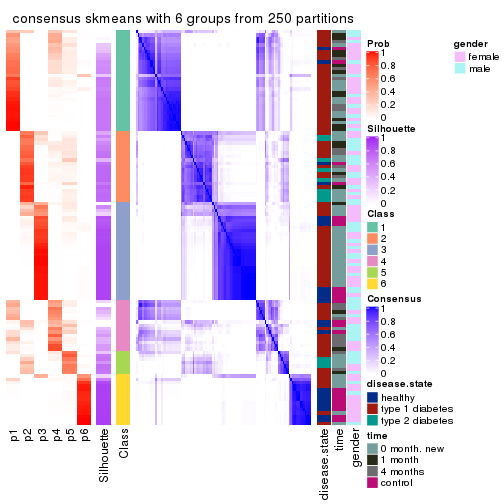 consensus skmeans with 6 groups from 250 partitions
Prob
1
0.8
0.6
0.4
0.2
0
gender
female
male
Silhouette
1
0.8
0.6
0.4
0.2
0
Class
1
2
3
4
5
6
Consensus
1
0.8
0.6
0.4
0.2
0
disease.state
healthy
type 1 diabetes
type 2 diabetes
time
0 month. new
1 month
4 months
control
p1
p2
p3
p4
p5
p6
Silhouette
Class
disease.state
time
gender